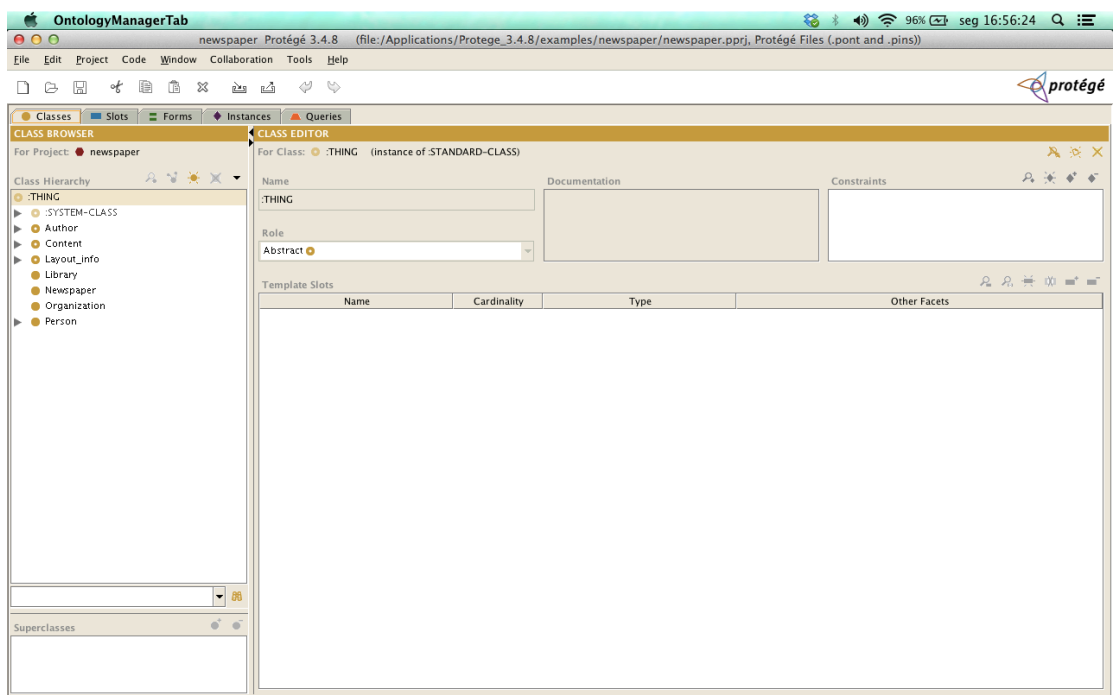 OntologyManagerTab 96% seg 16:56:24
newspaper Protégé 3.4.8 (file:/Applications/Protege_3.4.8/examples/newspaper/newspaper.pprj, Protégé Files (.pont and .pins))
File Edit Project Code Window Collaboration Tools Help
protégé
Classes Slots Forms Instances Queries
CLASS BROWSER
For Project: newspaper
Class Hierarchy
:THING
:SYSTEM-CLASS
Author
Content
Layout_info
Library
Newspaper
Organization
Person
Superclasses
CLASS EDITOR
For Class: :THING (instance of :STANDARD-CLASS)
Name Documentation Constraints
:THING
Role
Abstract
Template Slots
Name Cardinality Type Other Facets